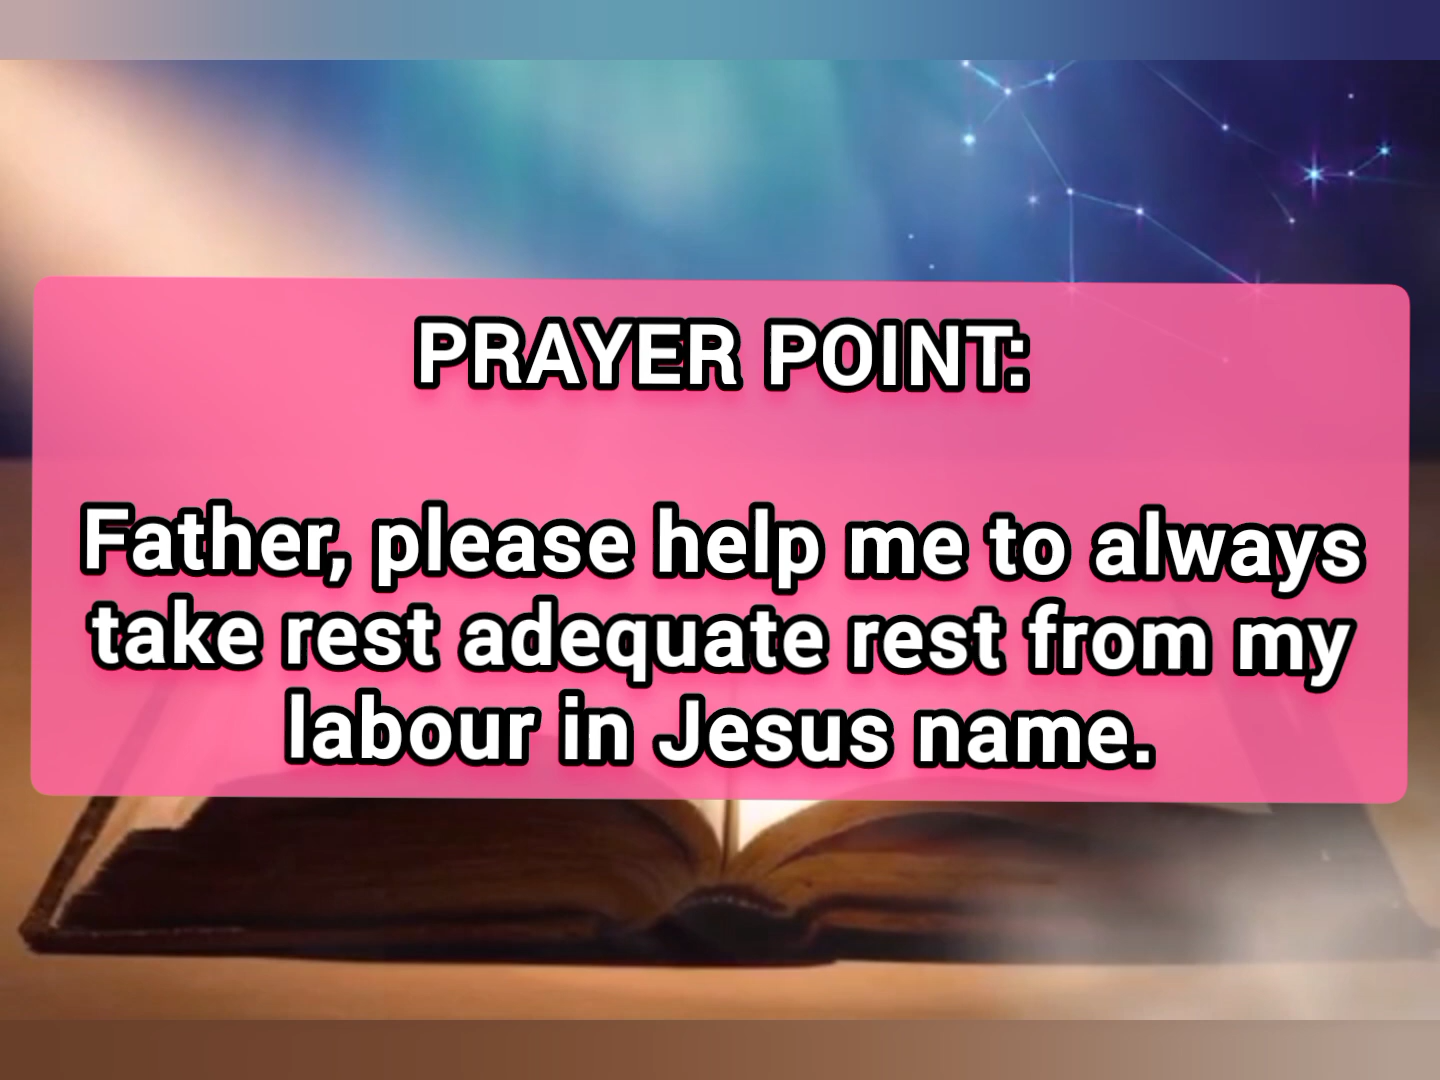 PRAYER POINT:
Father, please help me to always
take rest adequate rest from my
labour in Jesus name.